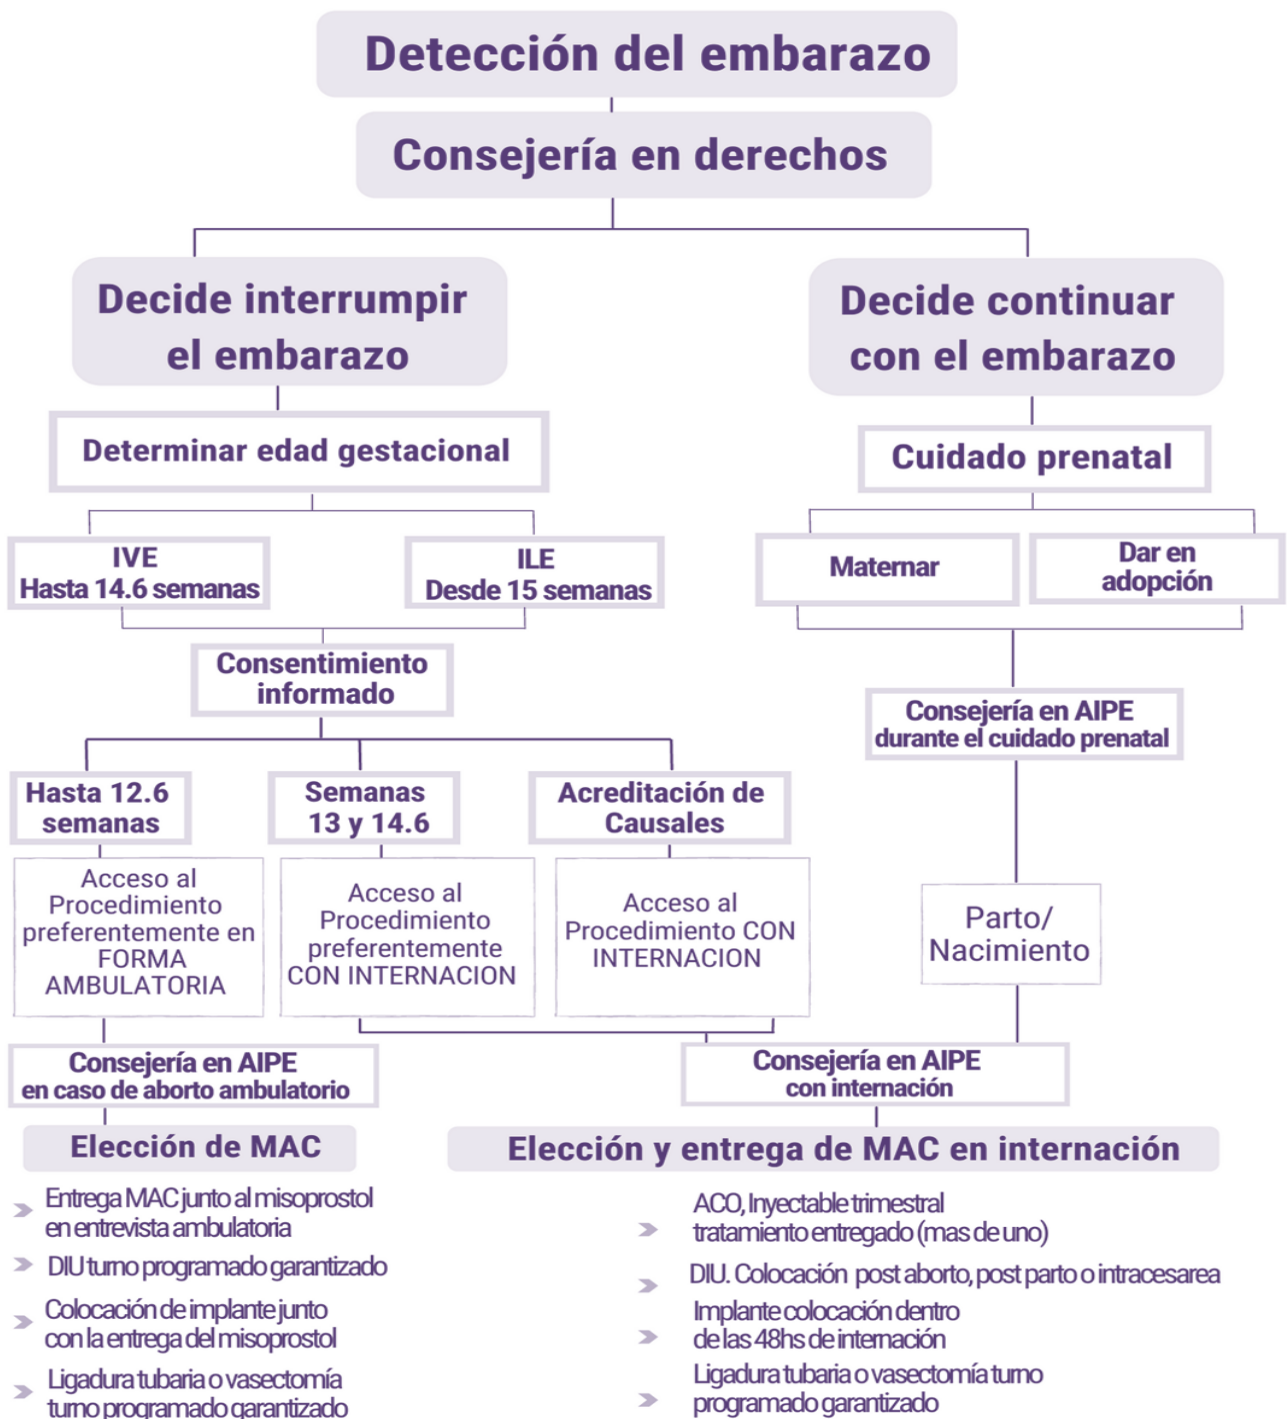 Detección del embarazo
Consejería en derechos
Decide interrumpir
el embarazo
Decide continuar
con el embarazo
Determinar edad gestacional
Cuidado prenatal
IVE
Hasta 14.6 semanas
ILE
Desde 15 semanas
Maternar
Dar en
adopción
Consentimiento
informado
Consejería en AIPE
durante el cuidado prenatal
Hasta 12.6
semanas
Semanas
13 y 14.6
Acreditación de
Causales
Acceso al
Procedimiento
preferentemente en
FORMA
AMBULATORIA
Acceso al
Procedimiento
preferentemente
CON INTERNACION
Acceso al
Procedimiento CON
INTERNACION
Parto/
Nacimiento
Consejería en AIPE
en caso de aborto ambulatorio
Consejería en AIPE
con internación
Elección de MAC
Entrega MAC junto al misoprostol
en entrevista ambulatoria
DIU turno programado garantizado
Colocación de implante junto
con la entrega del misoprostol
Ligadura tubaria o vasectomía
turno programado garantizado
Elección y entrega de MAC en internación
ACO, Inyectable trimestral
tratamiento entregado (mas de uno)
DIU. Colocación post aborto, post parto o intracesarea
Implante colocación dentro
de las 48hs de internación
Ligadura tubaria o vasectomía turno
programado garantizado